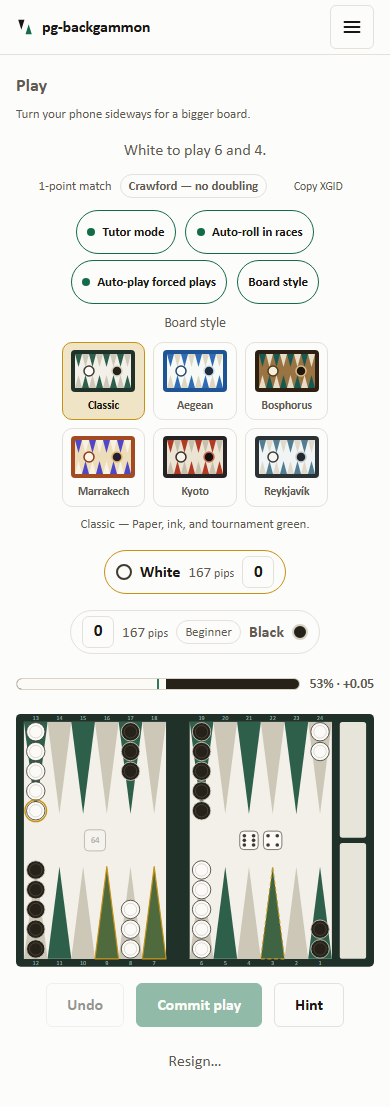 pg-backgammon
Play
Turn your phone sideways for a bigger board.
White to play 6 and 4.
1-point match Crawford — no doubling Copy XGID
Tutor mode Auto-roll in races
Auto-play forced plays Board style
Board style
Classic Aegean Bosphorus
Marrakech Kyoto Reykjavík
Classic — Paper, ink, and tournament green.
White 167 pips 0
0 167 pips Beginner Black
53% · +0.05
13 14 15 16 17 18 19 20 21 22 23 24
64
12 11 10 9 8 7 6 5 4 3 2 1
Undo Commit play Hint
Resign...